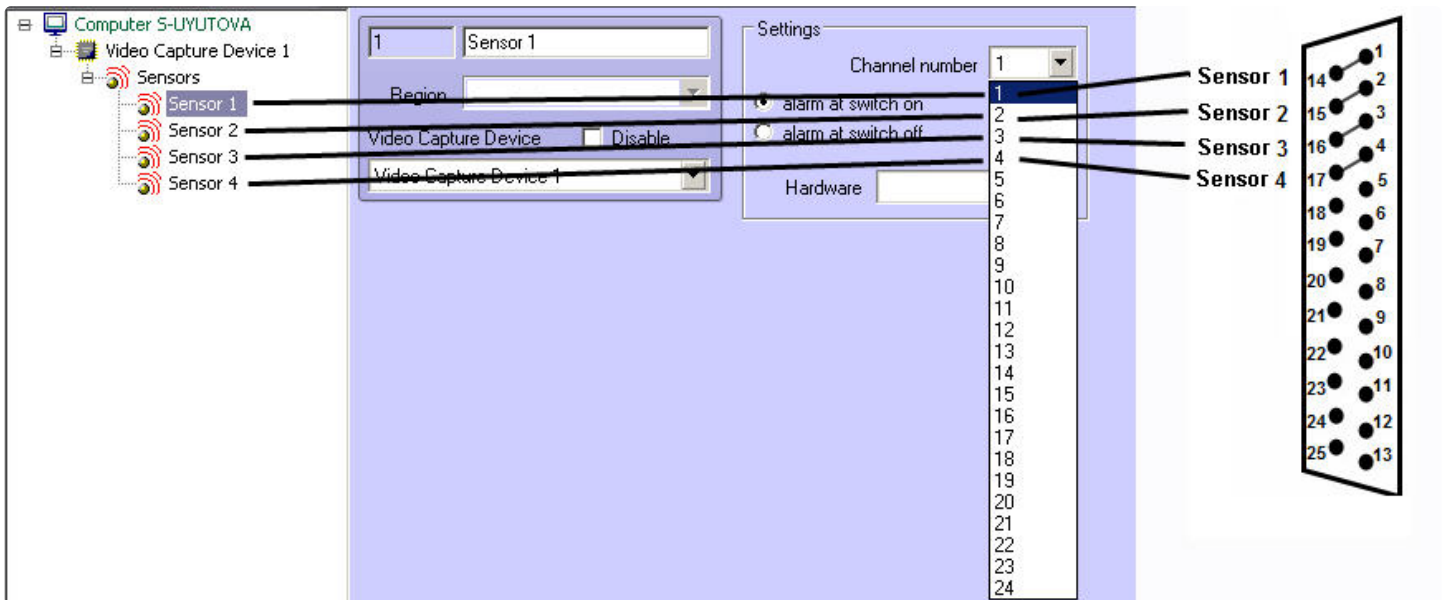 Computer S-UYUTOVA
Video Capture Device 1
Sensors
Sensor 1
Sensor 2
Sensor 3
Sensor 4
1 Sensor 1
Region
Video Capture Device Disable
Video Capture Device 1
Settings
Channel number 1
alarm at switch on
alarm at switch off
Hardware
1
2
3
4
5
6
7
8
9
10
11
12
13
14
15
16
17
18
19
20
21
22
23
24
Sensor 1
Sensor 2
Sensor 3
Sensor 4
1
14
2
15
3
16
4
17
5
18
6
19
7
20
8
21
9
22
10
23
11
24
12
25
13